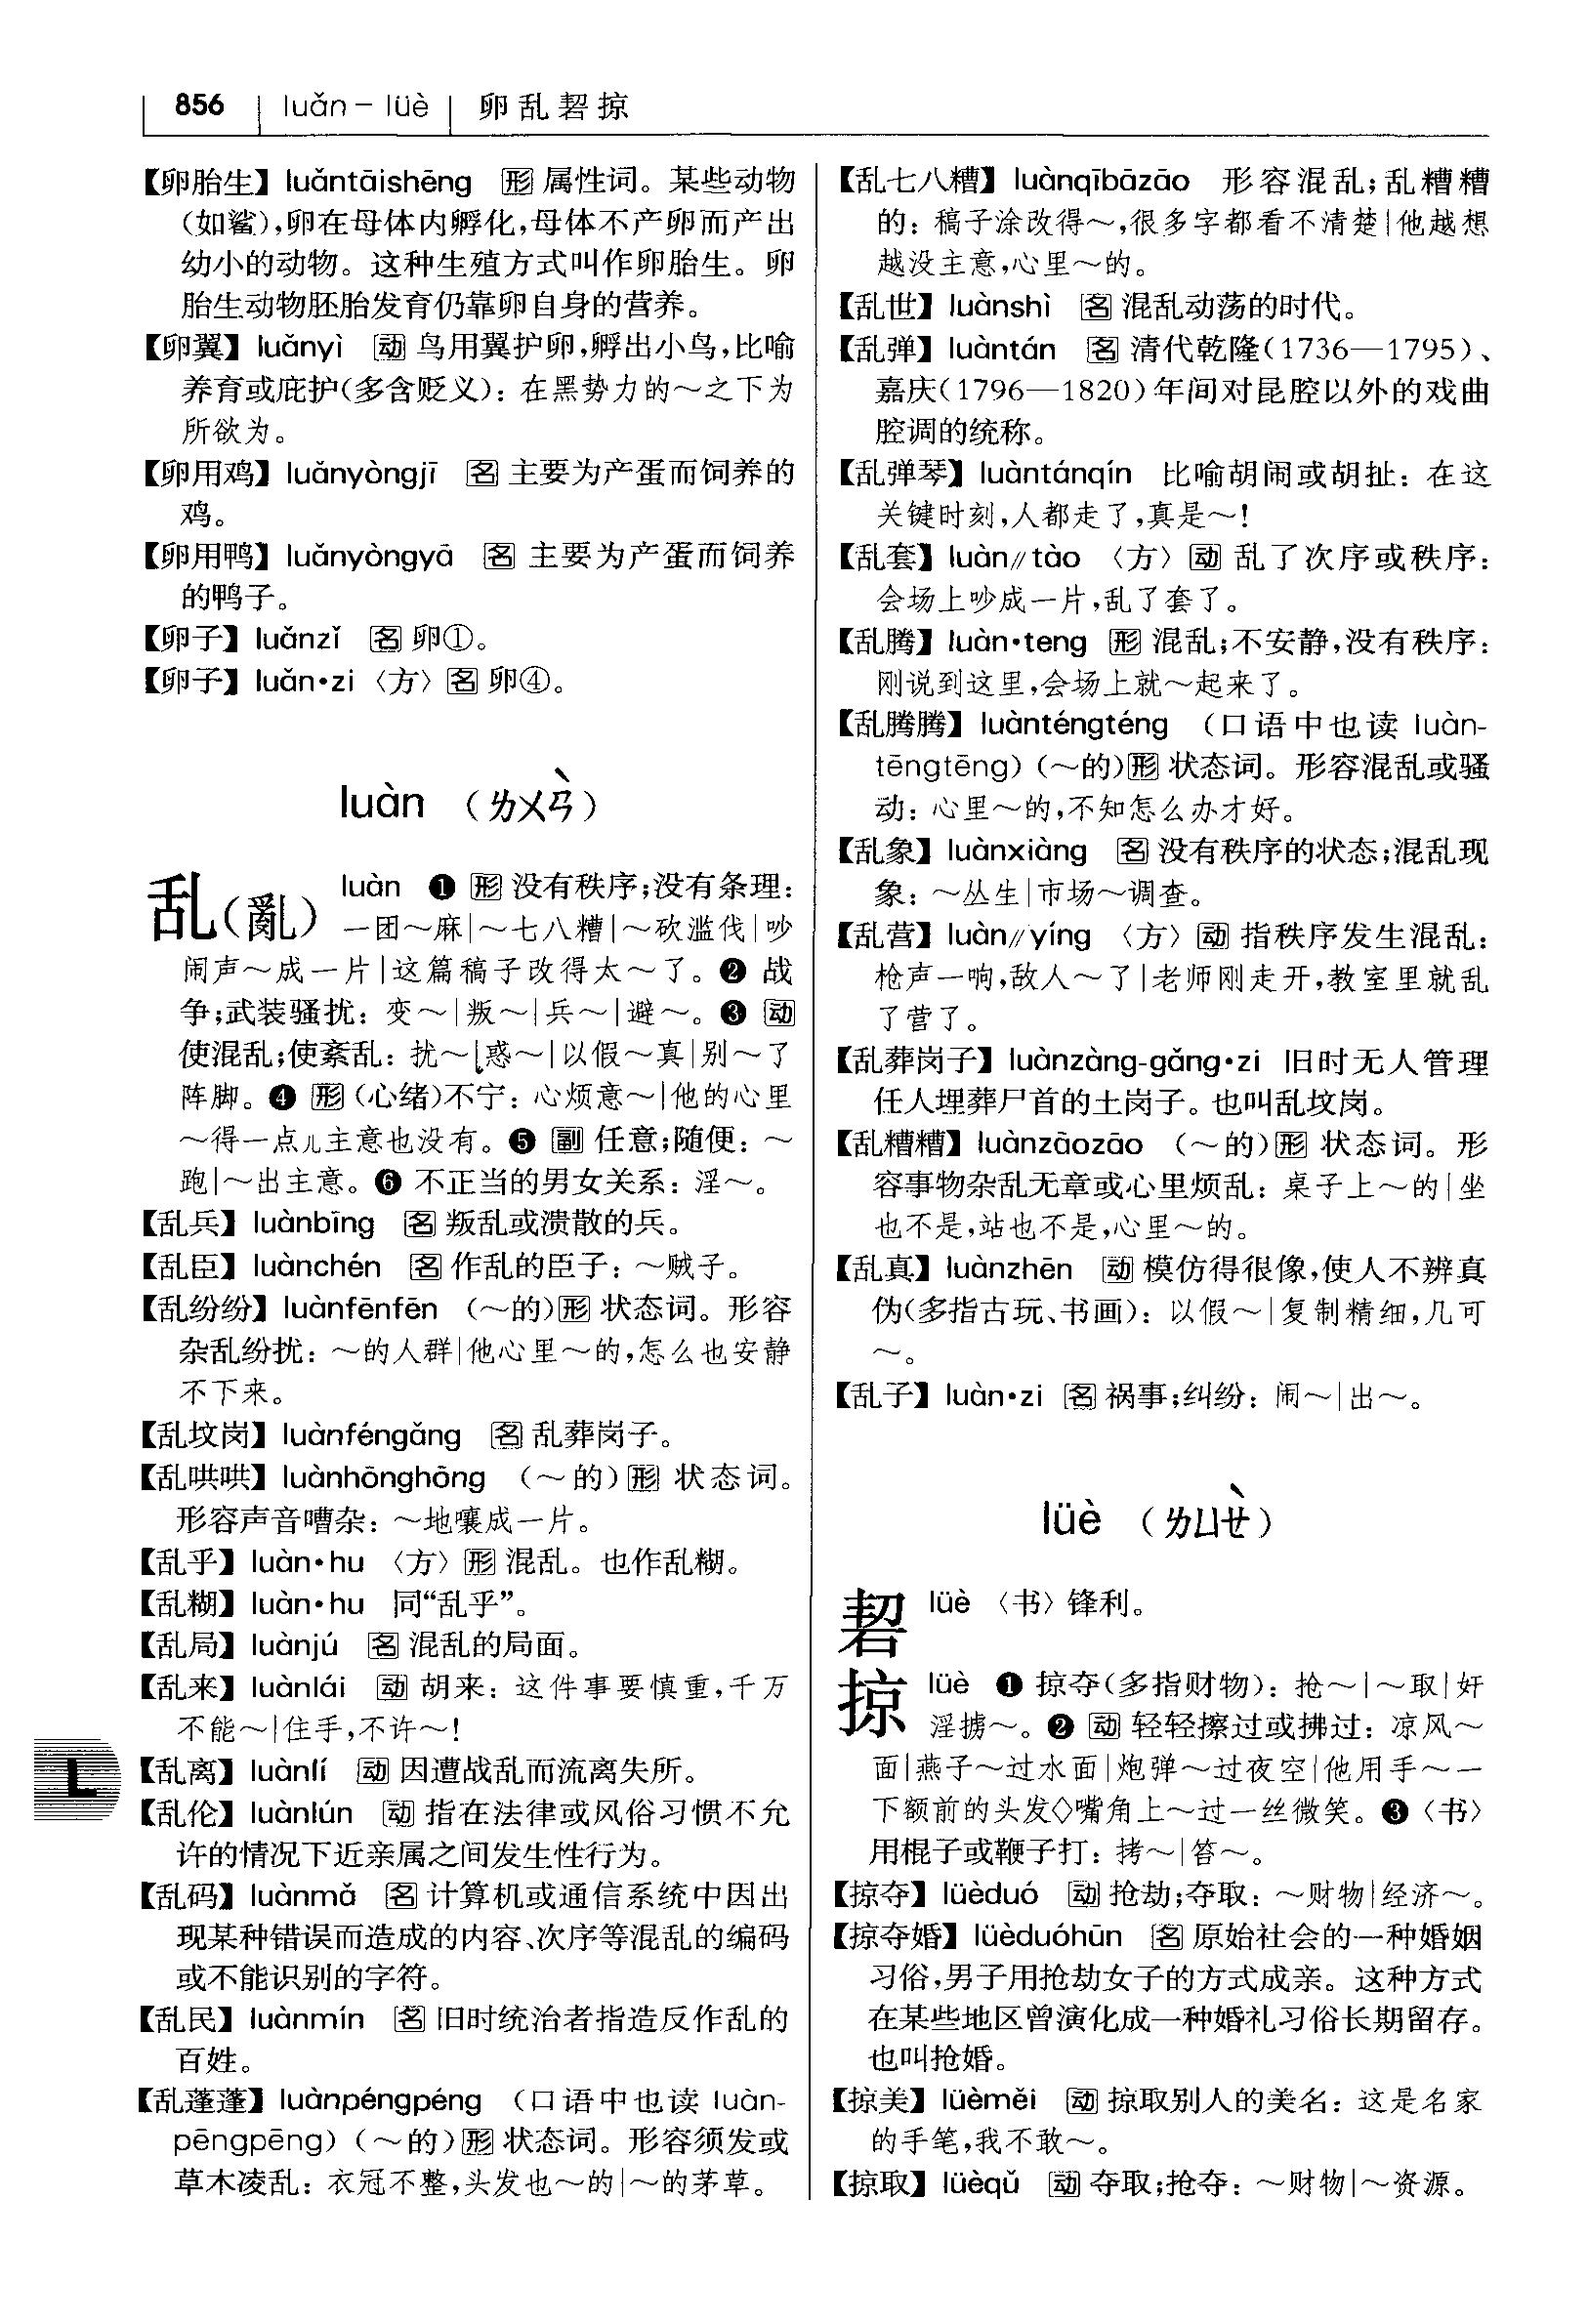 856 luǎn－lüè 卵乱䂮掠
【卵胎生】luǎntāishēng 形 属性词。某些动物
(如鲨),卵在母体内孵化,母体不产卵而产出
幼小的动物。这种生殖方式叫作卵胎生。卵
胎生动物胚胎发育仍靠卵自身的营养。
【卵翼】luǎnyì 动 鸟用翼护卵,孵出小鸟,比喻
养育或庇护(多含贬义)：在黑势力的～之下为
所欲为。
【卵用鸡】luǎnyòngjī 名 主要为产蛋而饲养的
鸡。
【卵用鸭】luǎnyòngyā 名 主要为产蛋而饲养
的鸭子。
【卵子】luǎnzǐ 名 卵①。
【卵子】luǎn•zi 〈方〉名 卵④。
luàn （ㄌㄨㄢˋ）
乱(亂) luàn ❶ 形 没有秩序;没有条理：
一团～麻|～七八糟|～砍滥伐|吵
闹声～成一片|这篇稿子改得太～了。❷ 战
争;武装骚扰：变～|叛～|兵～|避～。❸ 动
使混乱;使紊乱：扰～|惑～|以假～真|别～了
阵脚。❹ 形 (心绪)不宁：心烦意～|他的心里
～得一点儿主意也没有。❺ 副 任意;随便：～
跑|～出主意。❻ 不正当的男女关系：淫～。
【乱兵】luànbīng 名 叛乱或溃散的兵。
【乱臣】luànchén 名 作乱的臣子：～贼子。
【乱纷纷】luànfēnfēn （～的）形 状态词。形容
杂乱纷扰：～的人群|他心里～的,怎么也安静
不下来。
【乱坟岗】luànféngǎng 名 乱葬岗子。
【乱哄哄】luànhōnghōng （～的）形 状态词。
形容声音嘈杂：～地嚷成一片。
【乱乎】luàn•hu 〈方〉形 混乱。也作乱糊。
【乱糊】luàn•hu 同“乱乎”。
【乱局】luànjú 名 混乱的局面。
【乱来】luànlái 动 胡来：这件事要慎重,千万
不能～|住手,不许～!
【乱离】luànlí 动 因遭战乱而流离失所。
【乱伦】luànlún 动 指在法律或风俗习惯不允
许的情况下近亲属之间发生性行为。
【乱码】luànmǎ 名 计算机或通信系统中因出
现某种错误而造成的内容、次序等混乱的编码
或不能识别的字符。
【乱民】luànmín 名 旧时统治者指造反作乱的
百姓。
【乱蓬蓬】luànpéngpéng （口语中也读 luàn-
pēngpēng）（～的）形 状态词。形容须发或
草木凌乱：衣冠不整,头发也～的|～的茅草。
L
【乱七八糟】luànqībāzāo 形容混乱;乱糟糟
的：稿子涂改得～,很多字都看不清楚|他越想
越没主意,心里～的。
【乱世】luànshì 名 混乱动荡的时代。
【乱弹】luàntán 名 清代乾隆(1736—1795)、
嘉庆(1796—1820)年间对昆腔以外的戏曲
腔调的统称。
【乱弹琴】luàntánqín 比喻胡闹或胡扯：在这
关键时刻,人都走了,真是～!
【乱套】luàn//tào 〈方〉动 乱了次序或秩序：
会场上吵成一片,乱了套了。
【乱腾】luàn•teng 形 混乱;不安静,没有秩序：
刚说到这里,会场上就～起来了。
【乱腾腾】luànténgténg （口语中也读 luàn-
tēngtēng）（～的）形 状态词。形容混乱或骚
动：心里～的,不知怎么办才好。
【乱象】luànxiàng 名 没有秩序的状态;混乱现
象：～丛生|市场～调查。
【乱营】luàn//yíng 〈方〉动 指秩序发生混乱：
枪声一响,敌人～了|老师刚走开,教室里就乱
了营了。
【乱葬岗子】luànzàng-gǎng•zi 旧时无人管理
任人埋葬尸首的土岗子。也叫乱坟岗。
【乱糟糟】luànzāozāo （～的）形 状态词。形
容事物杂乱无章或心里烦乱：桌子上～的|坐
也不是,站也不是,心里～的。
【乱真】luànzhēn 动 模仿得很像,使人不辨真
伪(多指古玩、书画)：以假～|复制精细,几可
～。
【乱子】luàn•zi 名 祸事;纠纷：闹～|出～。
lüè （ㄌㄩㄝˋ）
䂮 lüè 〈书〉锋利。
掠 lüè ❶ 掠夺(多指财物)：抢～|～取|奸
淫掳～。❷ 动 轻轻擦过或拂过：凉风～
面|燕子～过水面|炮弹～过夜空|他用手～一
下额前的头发◇嘴角上～过一丝微笑。❸〈书〉
用棍子或鞭子打：拷～|笞～。
【掠夺】lüèduó 动 抢劫;夺取：～财物|经济～。
【掠夺婚】lüèduóhūn 名 原始社会的一种婚姻
习俗,男子用抢劫女子的方式成亲。这种方式
在某些地区曾演化成一种婚礼习俗长期留存。
也叫抢婚。
【掠美】lüèměi 动 掠取别人的美名：这是名家
的手笔,我不敢～。
【掠取】lüèqǔ 动 夺取;抢夺：～财物|～资源。